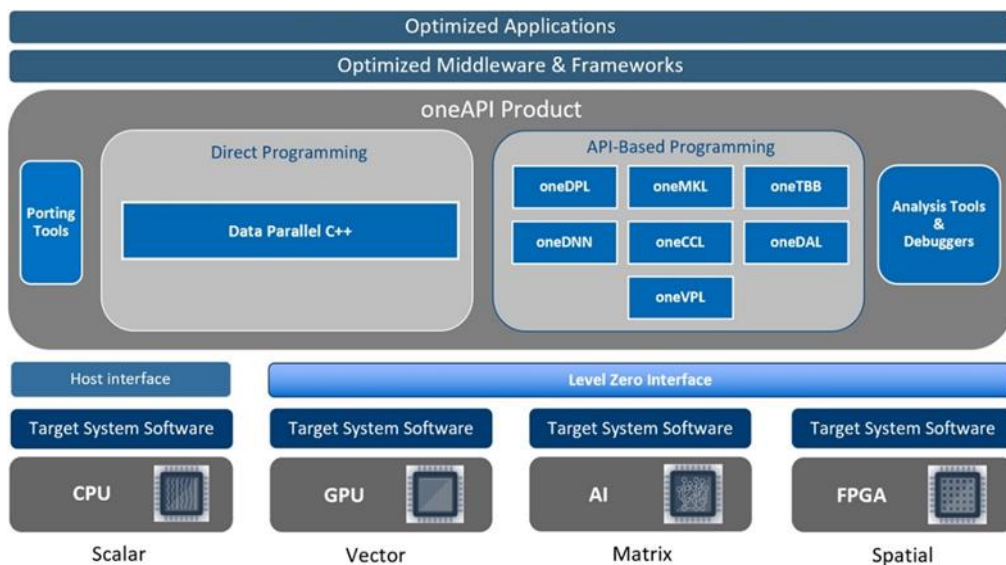 Optimized Applications
Optimized Middleware & Frameworks
oneAPI Product
Porting
Tools
Direct Programming
Data Parallel C++
API-Based Programming
oneDPL oneMKL oneTBB
oneDNN oneCCL oneDAL
oneVPL
Analysis Tools
&
Debuggers
Host interface
Level Zero Interface
Target System Software Target System Software Target System Software Target System Software
CPU GPU AI FPGA
Scalar Vector Matrix Spatial